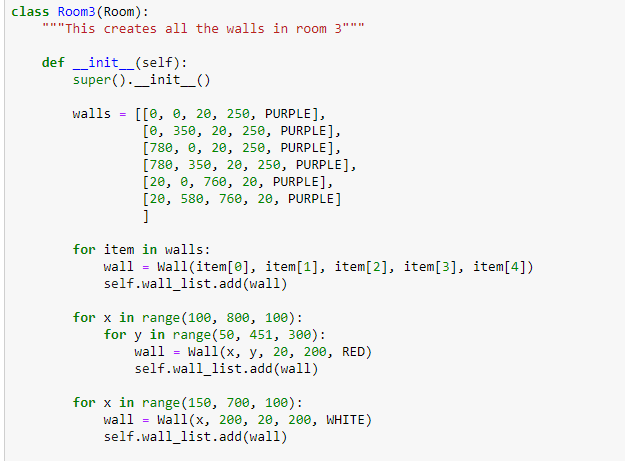 class Room3(Room):
    """This creates all the walls in room 3"""

    def __init__(self):
        super().__init__()

        walls = [[0, 0, 20, 250, PURPLE],
                 [0, 350, 20, 250, PURPLE],
                 [780, 0, 20, 250, PURPLE],
                 [780, 350, 20, 250, PURPLE],
                 [20, 0, 760, 20, PURPLE],
                 [20, 580, 760, 20, PURPLE]
                 ]

        for item in walls:
            wall = Wall(item[0], item[1], item[2], item[3], item[4])
            self.wall_list.add(wall)

        for x in range(100, 800, 100):
            for y in range(50, 451, 300):
                wall = Wall(x, y, 20, 200, RED)
                self.wall_list.add(wall)

        for x in range(150, 700, 100):
            wall = Wall(x, 200, 20, 200, WHITE)
            self.wall_list.add(wall)